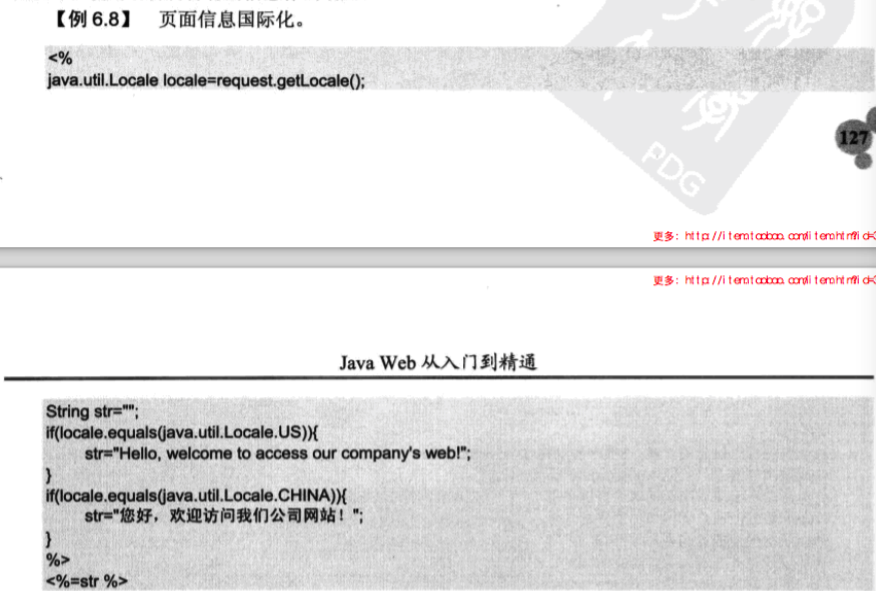 【例 6.8】 页面信息国际化。
<%
java.util.Locale locale=request.getLocale();
127
PDG
更多：http://item.taobao.com/item.htm?id=
更多：http://item.taobao.com/item.htm?id=
Java Web 从入门到精通
String str="";
if(locale.equals(java.util.Locale.US)){
str="Hello, welcome to access our company's web!";
}
if(locale.equals(java.util.Locale.CHINA)){
str="您好，欢迎访问我们公司网站！";
}
%>
<%=str %>